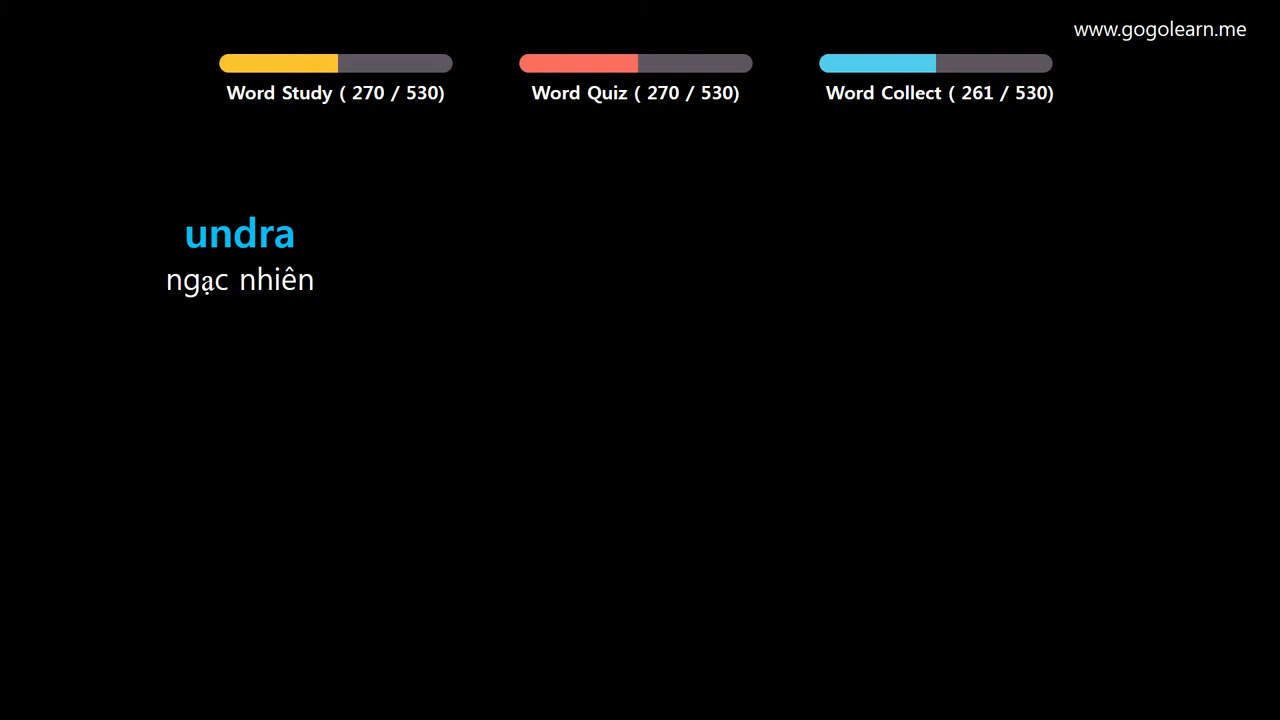 www.gogolearn.me
Word Study ( 270 / 530)
Word Quiz ( 270 / 530)
Word Collect ( 261 / 530)
undra
ngạc nhiên